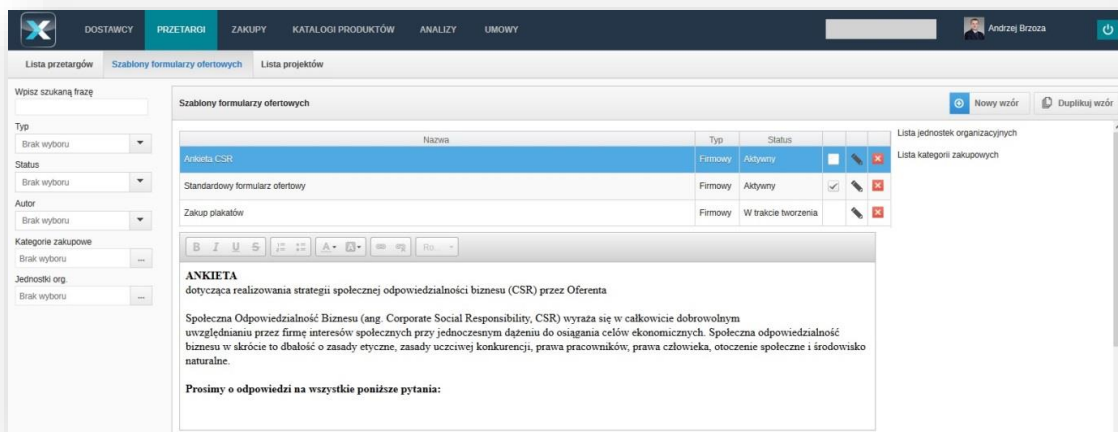 DOSTAWCY PRZETARGI ZAKUPY KATALOGI PRODUKTÓW ANALIZY UMOWY Andrzej Brzoza
Lista przetargów Szablony formularzy ofertowych Lista projektów
Wpisz szukaną frazę
Typ
Brak wyboru
Status
Brak wyboru
Autor
Brak wyboru
Kategorie zakupowe
Brak wyboru ...
Jednostki org.
Brak wyboru ...
Szablony formularzy ofertowych Nowy wzór Duplikuj wzór
Nazwa Typ Status
Ankieta CSR Firmowy Aktywny
Standardowy formularz ofertowy Firmowy Aktywny
Zakup plakatów Firmowy W trakcie tworzenia
Lista jednostek organizacyjnych
Lista kategorii zakupowych
B I U S A A Ro...
ANKIETA
dotycząca realizowania strategii społecznej odpowiedzialności biznesu (CSR) przez Oferenta
Społeczna Odpowiedzialność Biznesu (ang. Corporate Social Responsibility, CSR) wyraża się w całkowicie dobrowolnym
uwzględnianiu przez firmę interesów społecznych przy jednoczesnym dążeniu do osiągania celów ekonomicznych. Społeczna odpowiedzialność
biznesu w skrócie to dbałość o zasady etyczne, zasady uczciwej konkurencji, prawa pracowników, prawa człowieka, otoczenie społeczne i środowisko
naturalne.
Prosimy o odpowiedzi na wszystkie poniższe pytania: